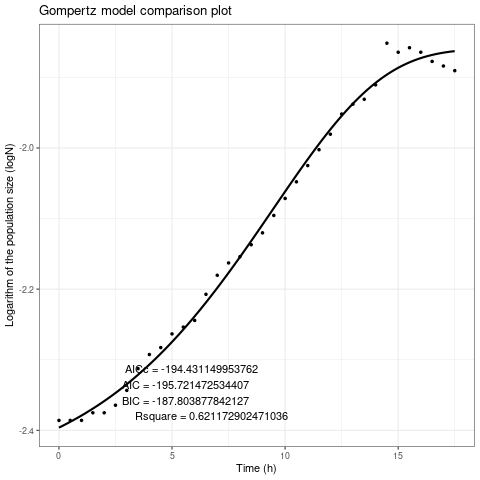 Gompertz model comparison plot
Logarithm of the population size (logN)
-2.0
-2.2
-2.4
AICc = -194.431149953762
AIC = -195.721472534407
BIC = -187.803877842127
Rsquare = 0.621172902471036
0 5 10 15
Time (h)